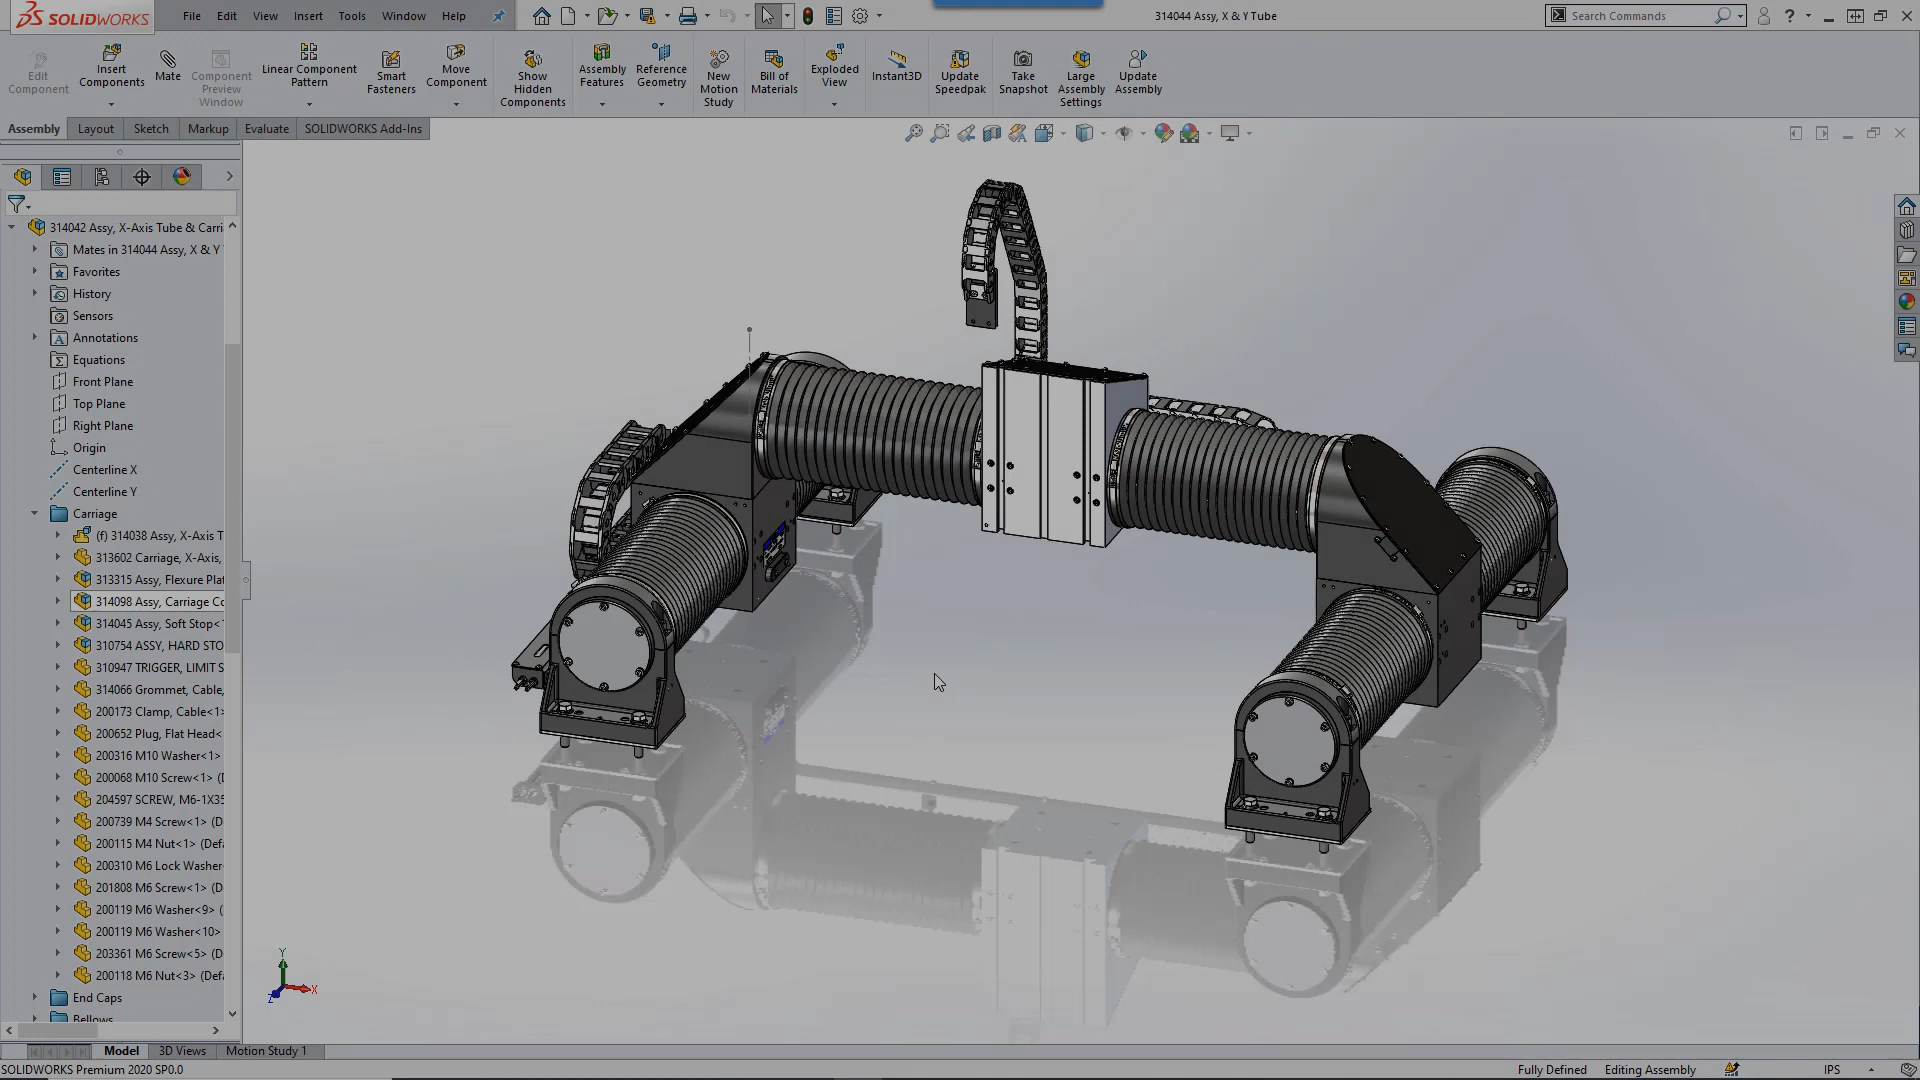 SOLIDWORKS
File Edit View Insert Tools Window Help
314044 Assy, X & Y Tube
Search Commands
?
Edit Component
Insert Components
Mate
Component Preview Window
Linear Component Pattern
Smart Fasteners
Move Component
Show Hidden Components
Assembly Features
Reference Geometry
New Motion Study
Bill of Materials
Exploded View
Instant3D
Update Speedpak
Take Snapshot
Large Assembly Settings
Update Assembly
Assembly Layout Sketch Markup Evaluate SOLIDWORKS Add-Ins
314042 Assy, X-Axis Tube & Carri
Mates in 314044 Assy, X & Y
Favorites
History
Sensors
Annotations
Equations
Front Plane
Top Plane
Right Plane
Origin
Centerline X
Centerline Y
Carriage
(f) 314038 Assy, X-Axis T
313602 Carriage, X-Axis,
313315 Assy, Flexure Plat
314098 Assy, Carriage Co
314045 Assy, Soft Stop<
310754 ASSY, HARD STO
310947 TRIGGER, LIMIT S
314066 Grommet, Cable,
200173 Clamp, Cable<1>
200652 Plug, Flat Head<
200316 M10 Washer<1>
200068 M10 Screw<1> (D
204597 SCREW, M6-1X35
200739 M4 Screw<1> (D
200115 M4 Nut<1> (Defa
200310 M6 Lock Washer
201808 M6 Screw<1> (D
200119 M6 Washer<9> (
200119 M6 Washer<10>
203361 M6 Screw<5> (D
200118 M6 Nut<3> (Defa
End Caps
Bellows
Y
X
Z
Model 3D Views Motion Study 1
SOLIDWORKS Premium 2020 SP0.0
Fully Defined Editing Assembly IPS